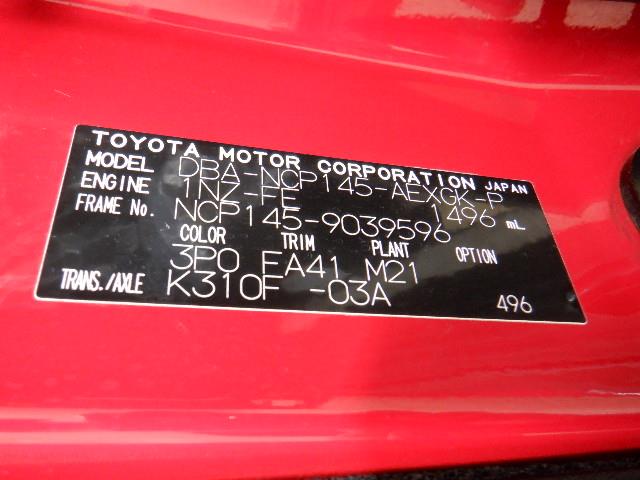 TOYOTA MOTOR CORPORATION JAPAN
MODEL DBA-NCP145-AEXGK-P
ENGINE 1NZ-FE 1496 mL
FRAME No. NCP145-9039596
COLOR TRIM PLANT OPTION
3P0 EA41 M21
TRANS./AXLE K310F -03A
496